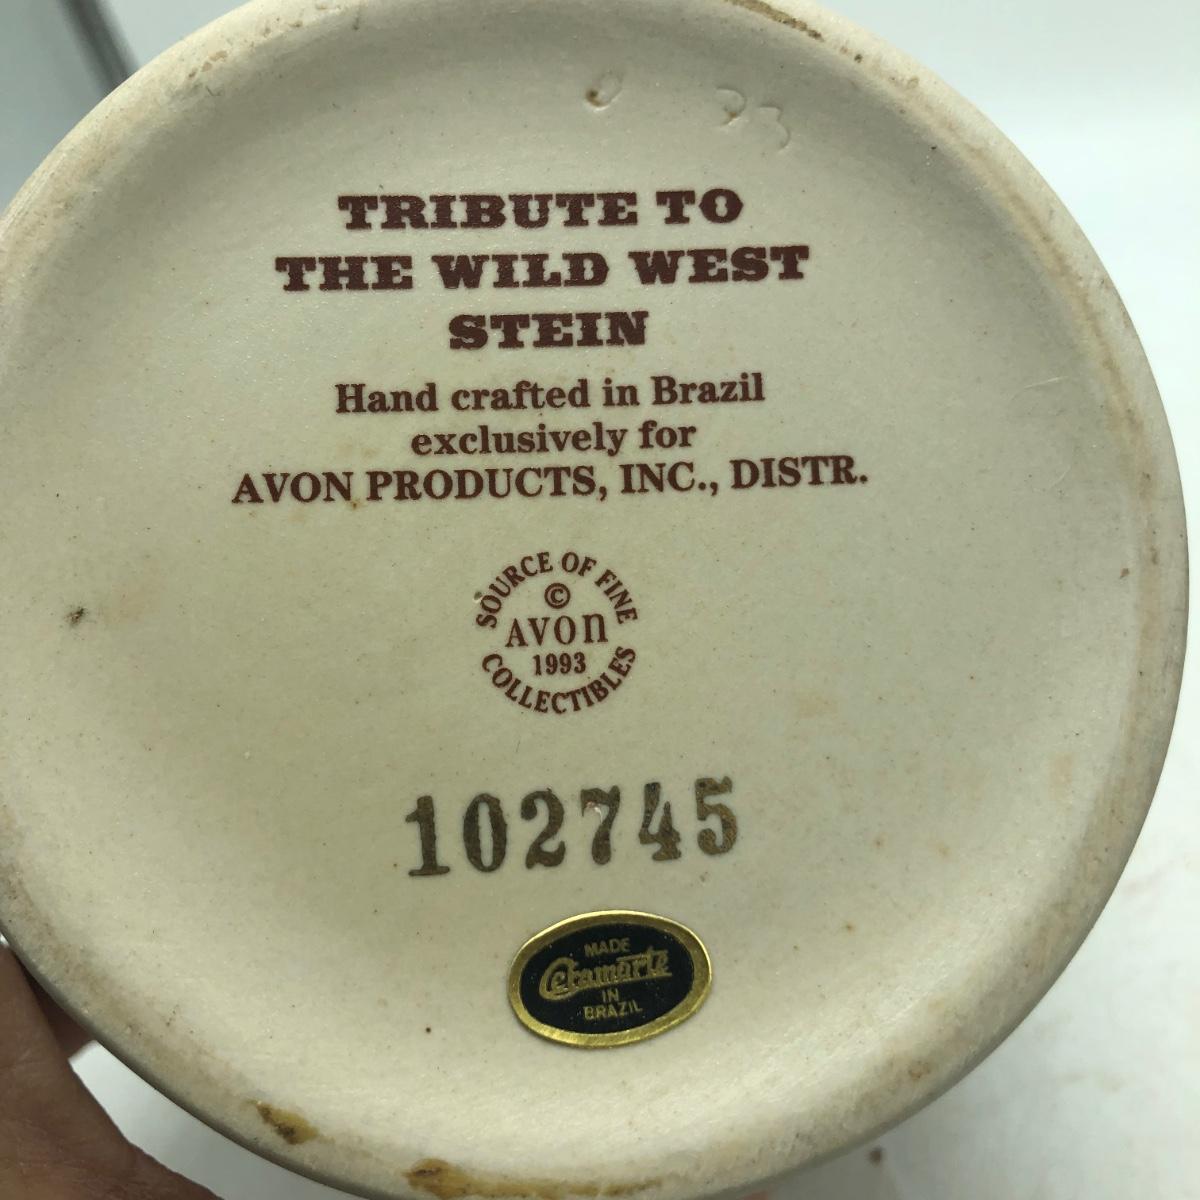 TRIBUTE TO
THE WILD WEST
STEIN
Hand crafted in Brazil
exclusively for
AVON PRODUCTS, INC., DISTR.
SOURCE OF FINE
©
AVON
1993
COLLECTIBLES
102745
MADE
Ceramarte
IN
BRAZIL